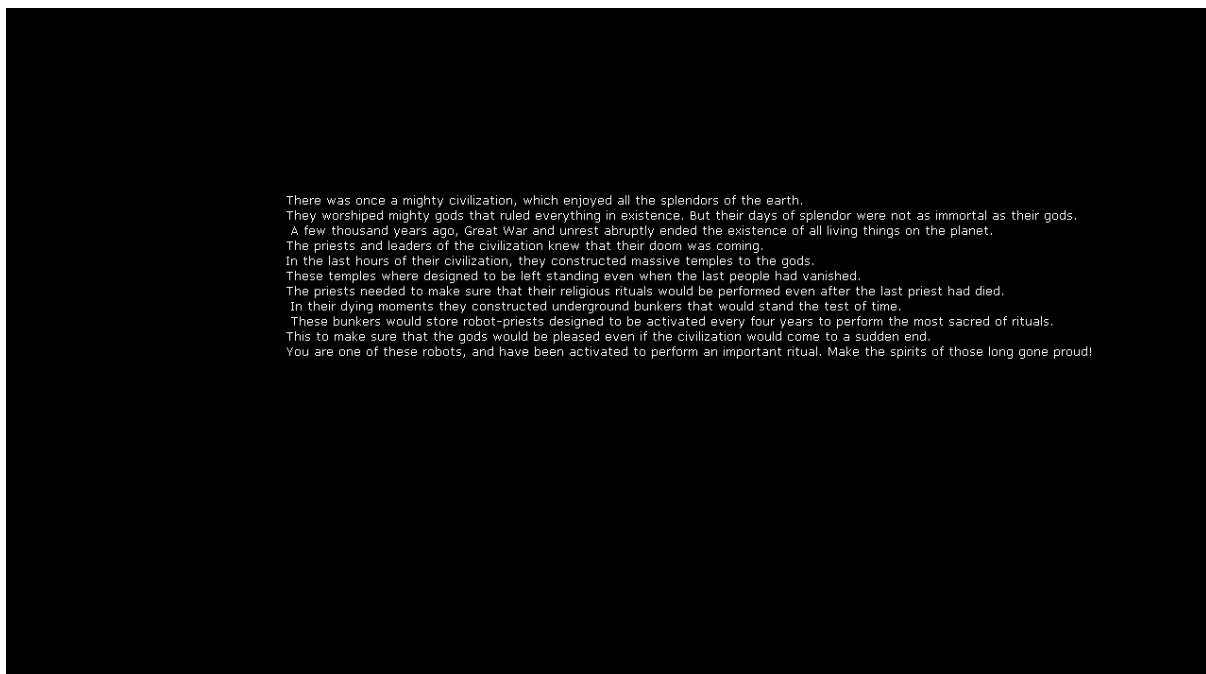 There was once a mighty civilization, which enjoyed all the splendors of the earth.
They worshiped mighty gods that ruled everything in existence. But their days of splendor were not as immortal as their gods.
A few thousand years ago, Great War and unrest abruptly ended the existence of all living things on the planet.
The priests and leaders of the civilization knew that their doom was coming.
In the last hours of their civilization, they constructed massive temples to the gods.
These temples where designed to be left standing even when the last people had vanished.
The priests needed to make sure that their religious rituals would be performed even after the last priest had died.
In their dying moments they constructed underground bunkers that would stand the test of time.
These bunkers would store robot-priests designed to be activated every four years to perform the most sacred of rituals.
This to make sure that the gods would be pleased even if the civilization would come to a sudden end.
You are one of these robots, and have been activated to perform an important ritual. Make the spirits of those long gone proud!